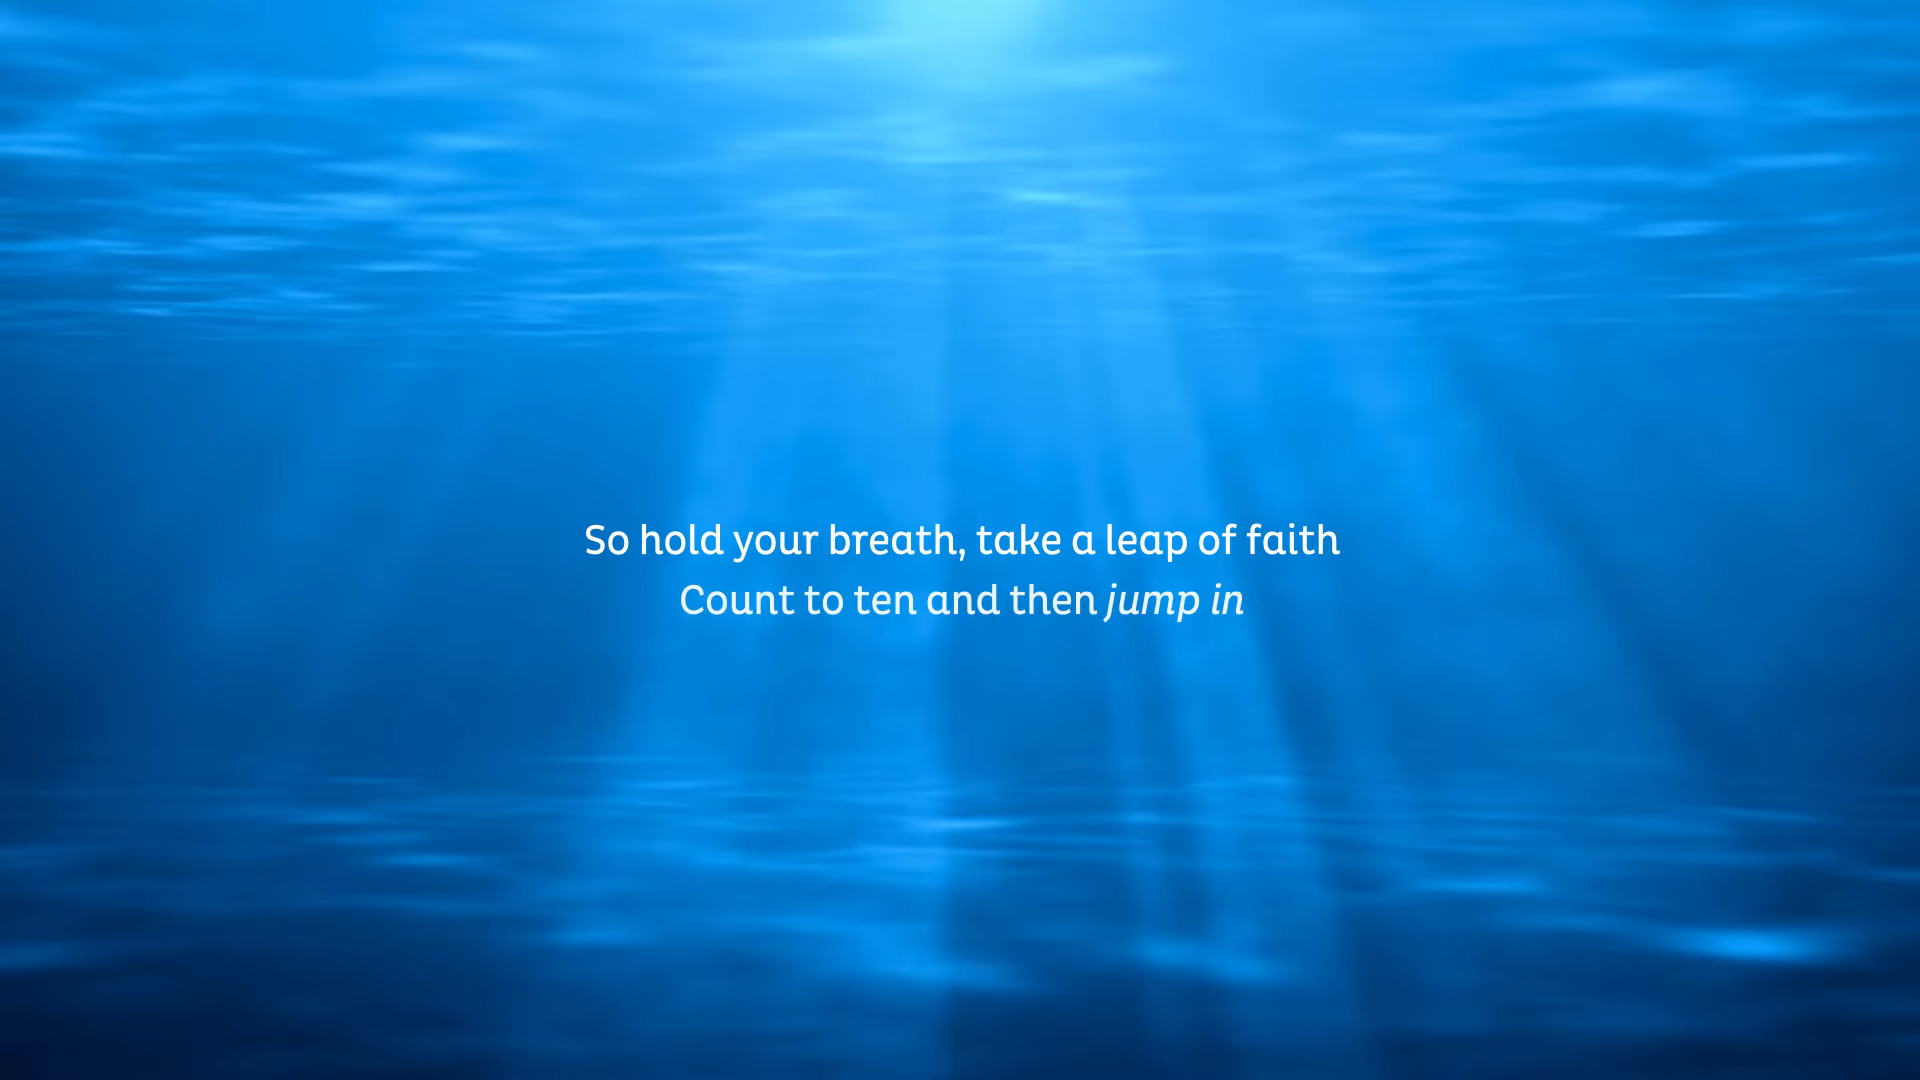 So hold your breath, take a leap of faith
Count to ten and then jump in